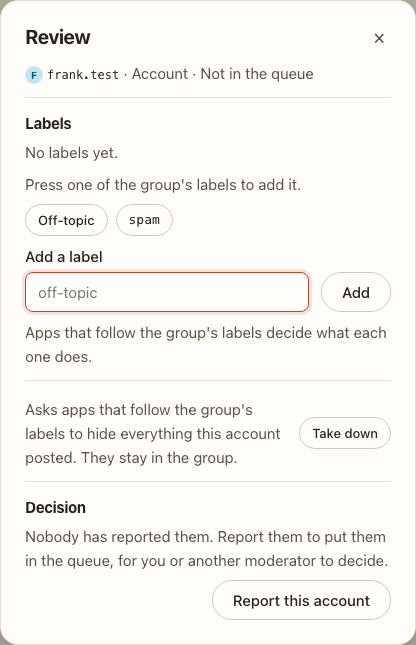 Review ×
F frank.test · Account · Not in the queue
Labels
No labels yet.
Press one of the group's labels to add it.
Off-topic spam
Add a label
off-topic Add
Apps that follow the group's labels decide what each
one does.
Asks apps that follow the group's
labels to hide everything this account
posted. They stay in the group.
Take down
Decision
Nobody has reported them. Report them to put them
in the queue, for you or another moderator to decide.
Report this account